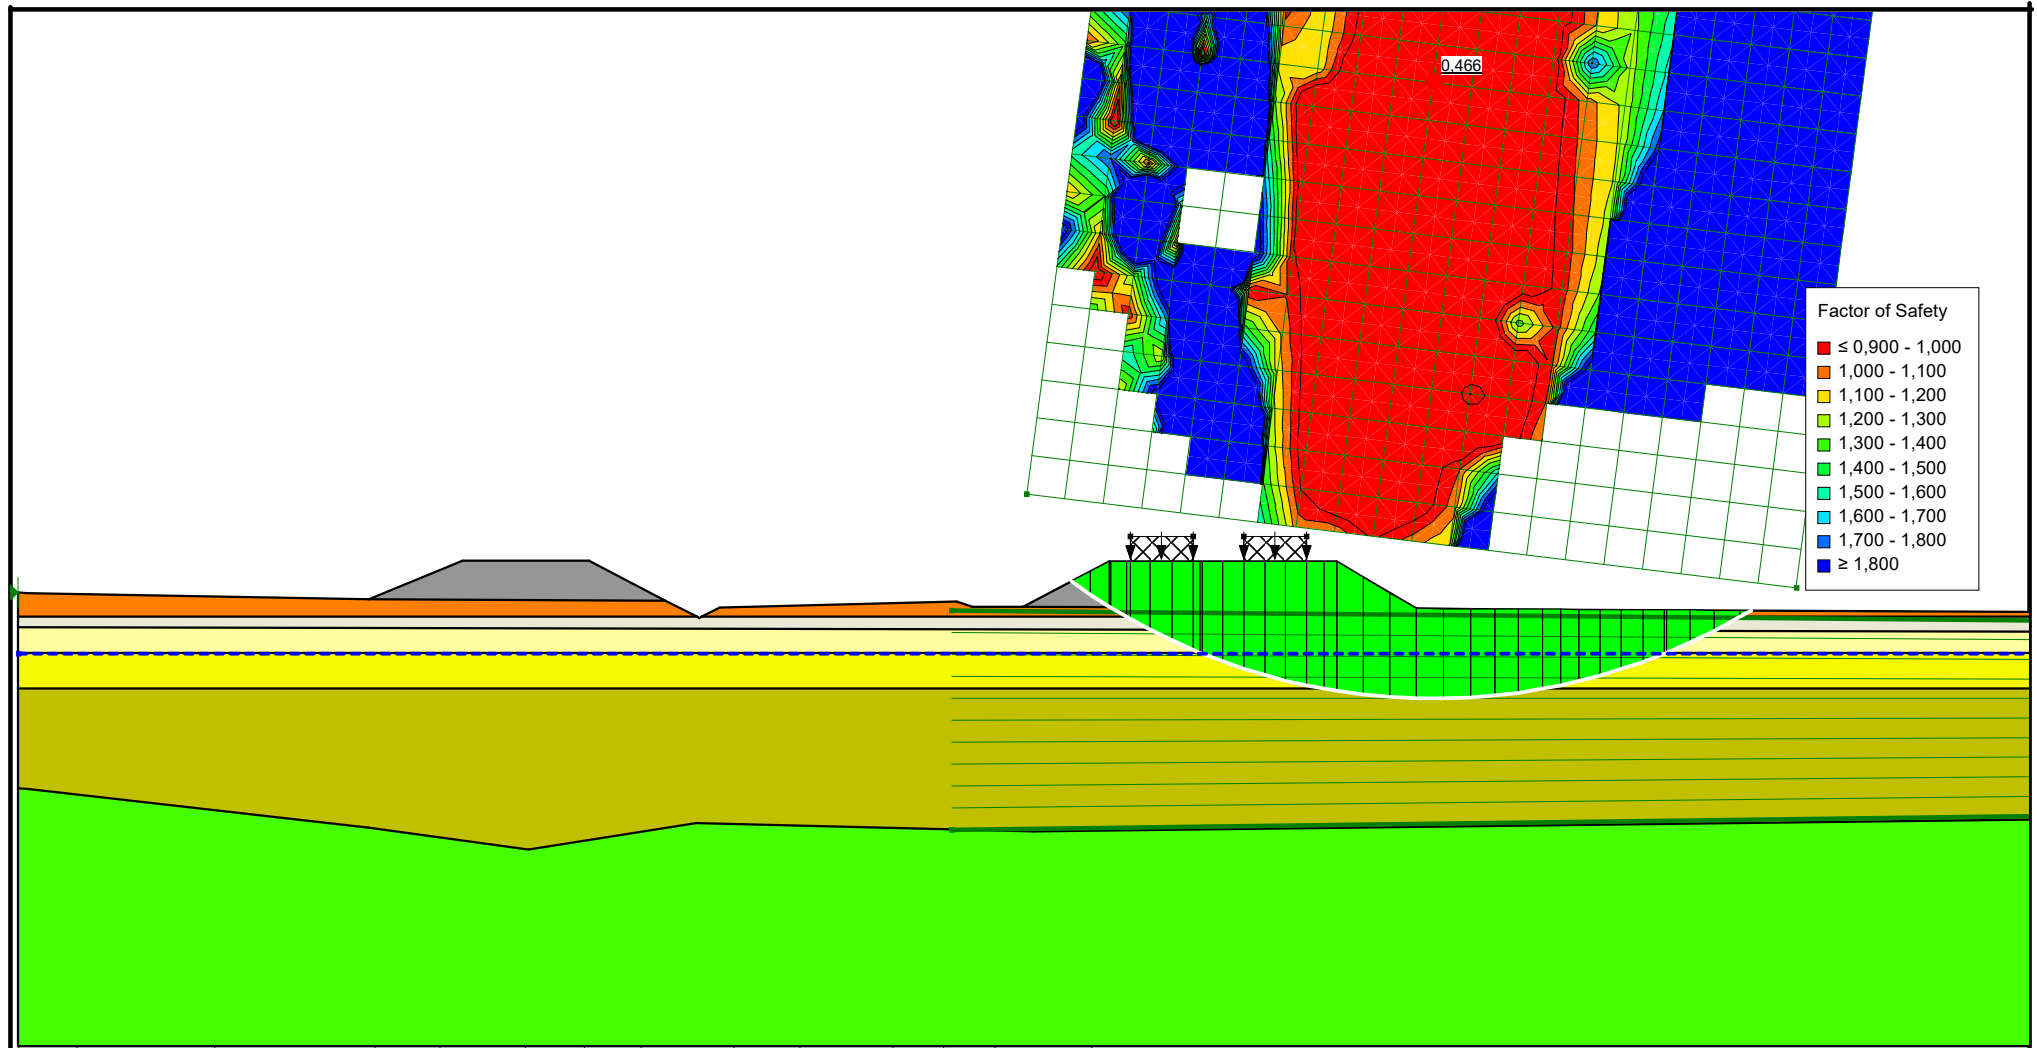 0,466
Factor of Safety
≤ 0,900 - 1,000
1,000 - 1,100
1,100 - 1,200
1,200 - 1,300
1,300 - 1,400
1,400 - 1,500
1,500 - 1,600
1,600 - 1,700
1,700 - 1,800
≥ 1,800